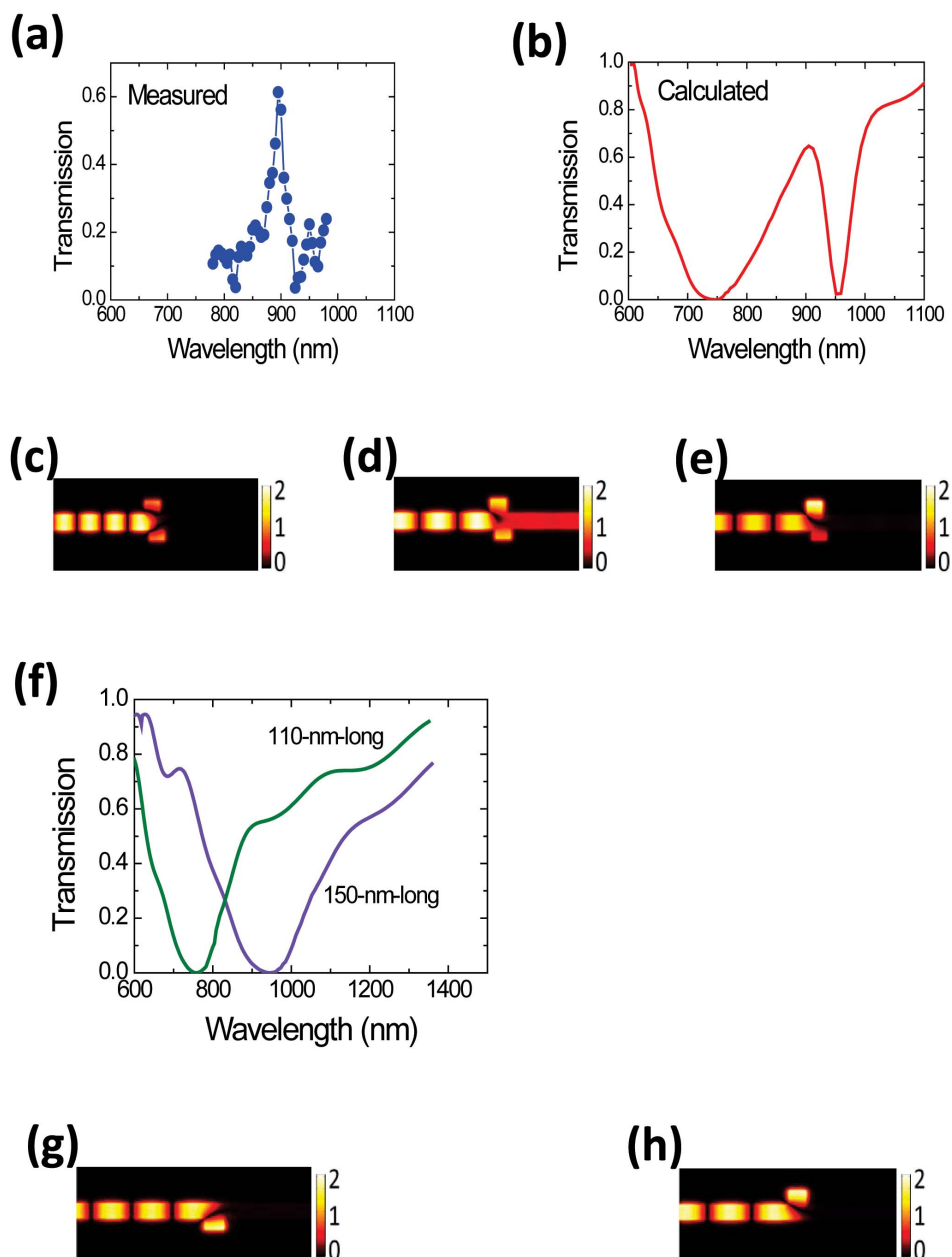 (a)
Measured
Transmission
0.6
0.4
0.2
0.0
600 700 800 900 1000 1100
Wavelength (nm)
(b)
Calculated
Transmission
1.0
0.8
0.6
0.4
0.2
0.0
600 700 800 900 1000 1100
Wavelength (nm)
(c)
2
1
0
(d)
2
1
0
(e)
2
1
0
(f)
Transmission
1.0
0.8
0.6
0.4
0.2
0.0
110-nm-long
150-nm-long
600 800 1000 1200 1400
Wavelength (nm)
(g)
2
1
0
(h)
2
1
0